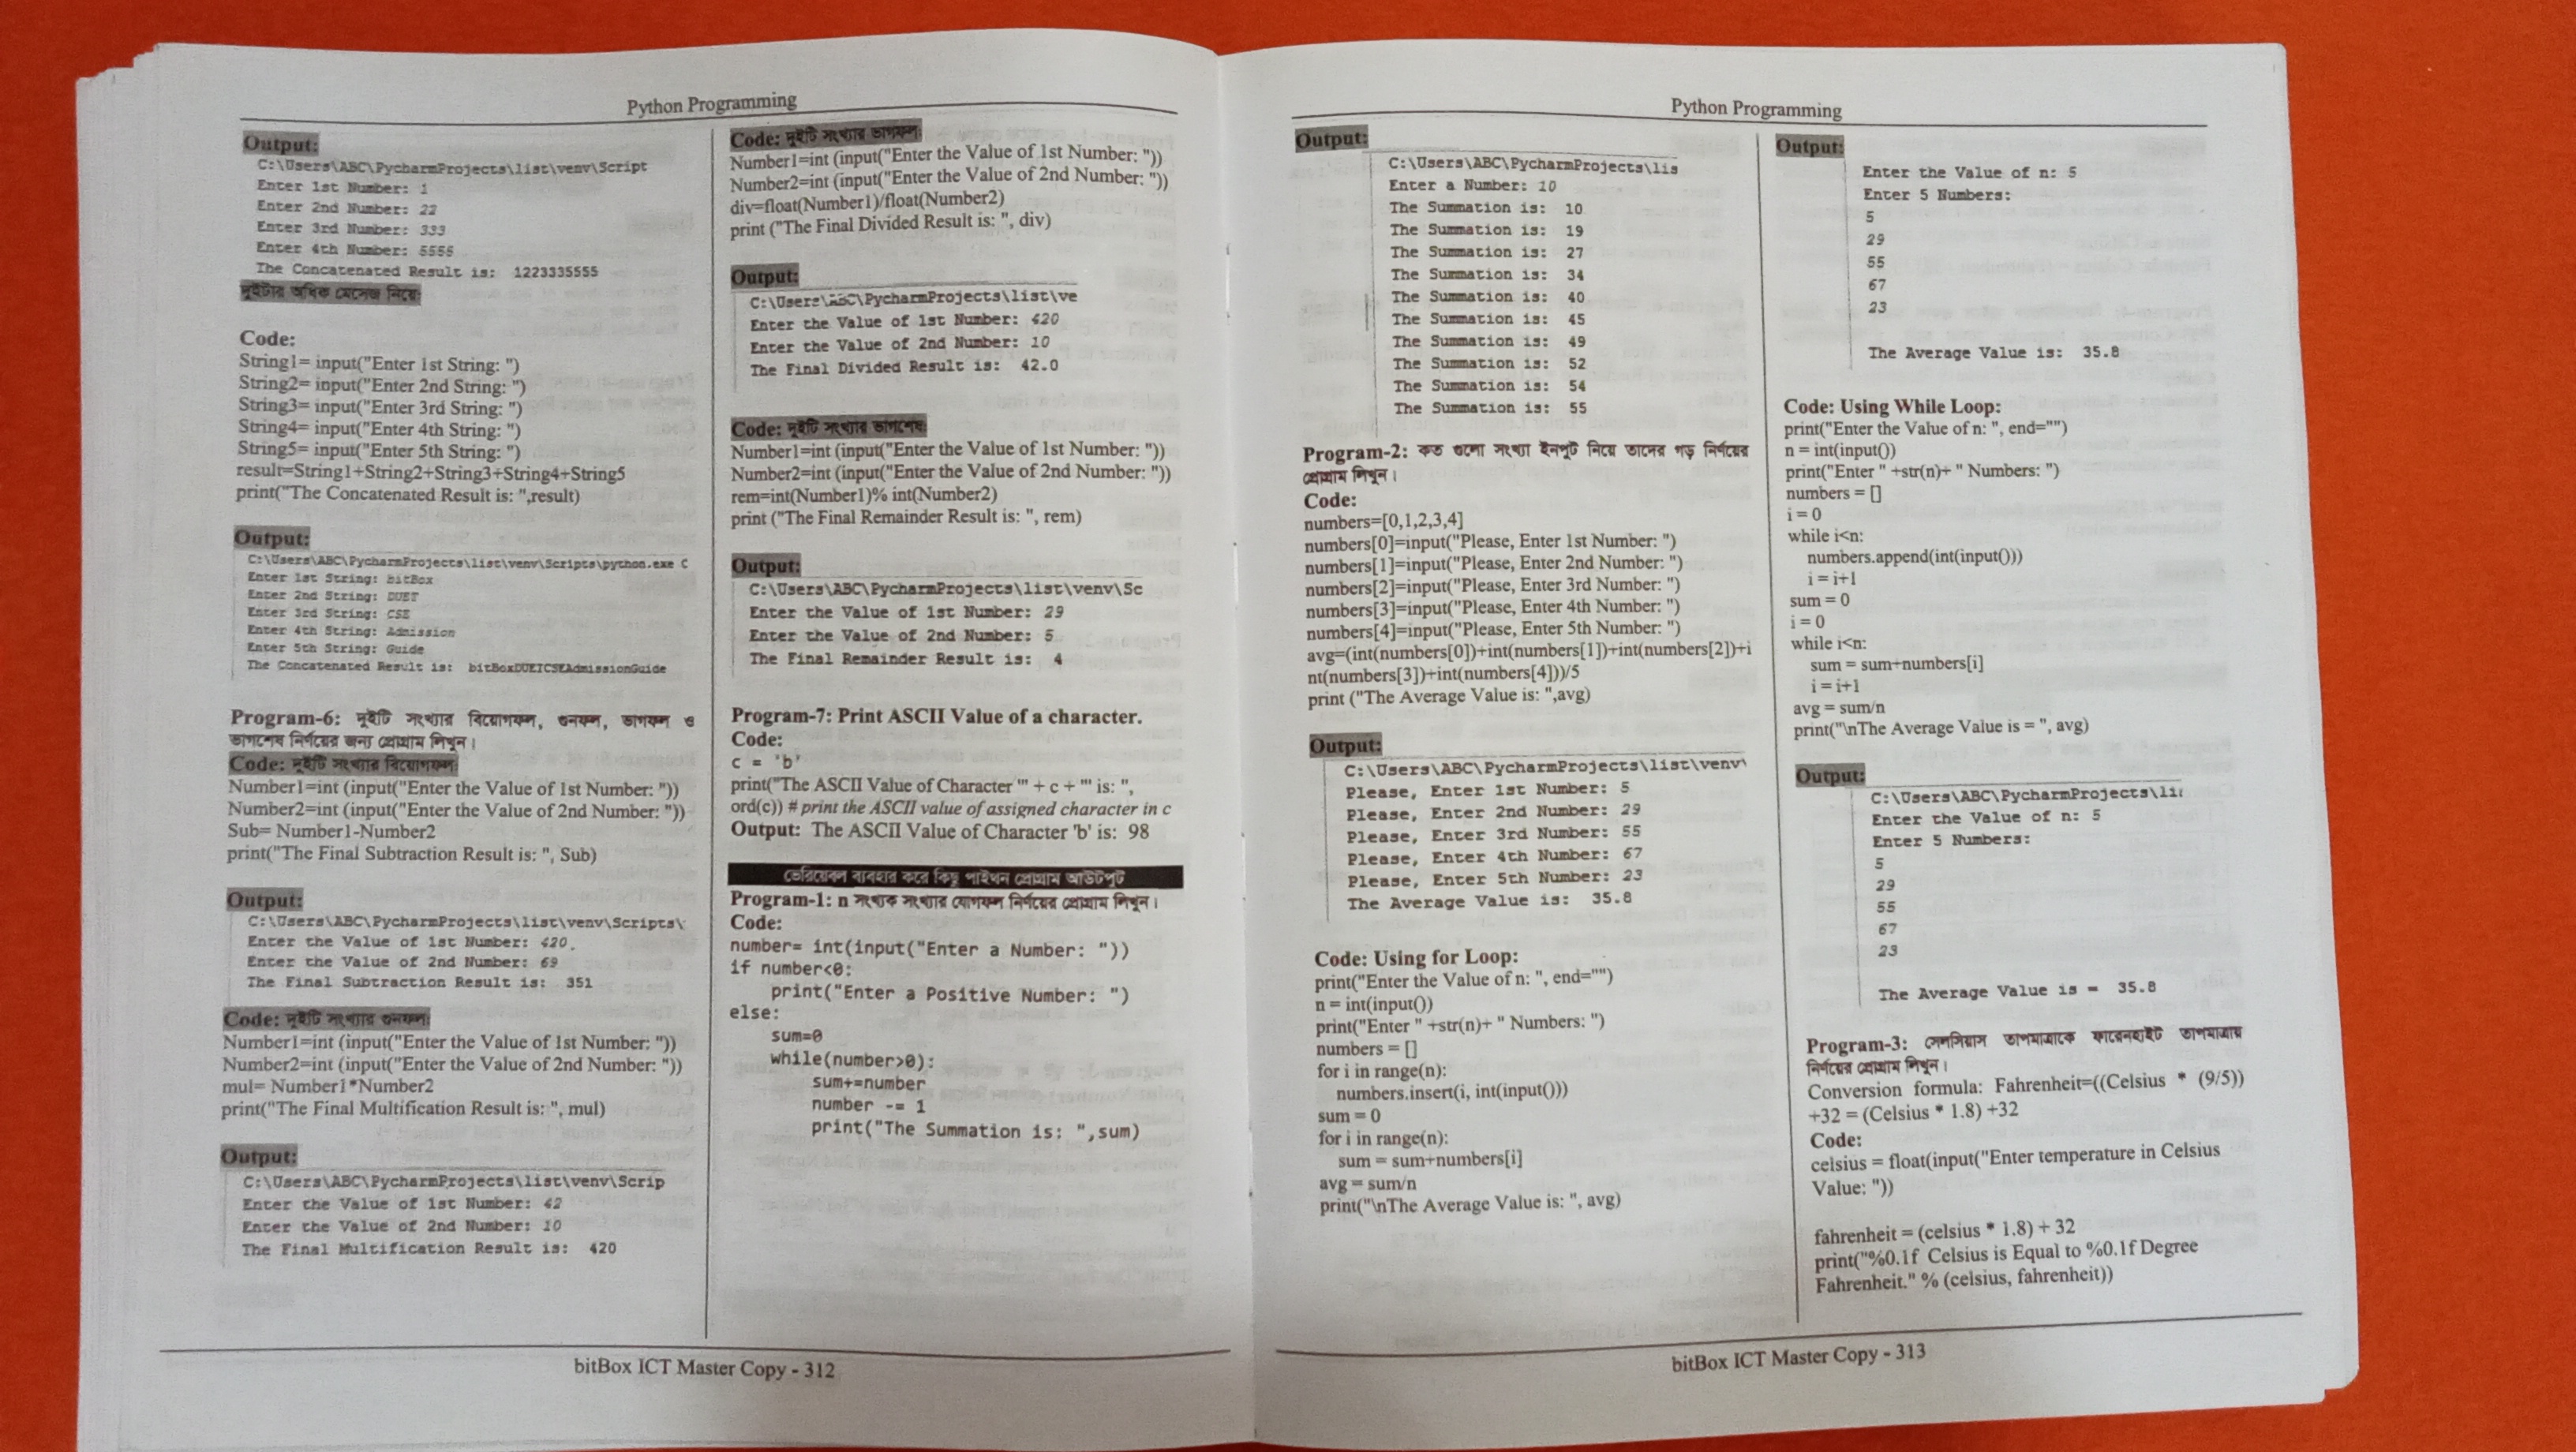 Python Programming
Output:
C:\Users\ABC\PycharmProjects\list\venv\Script
Enter 1st Number: 1
Enter 2nd Number: 22
Enter 3rd Number: 333
Enter 4th Number: 5555
The Concatenated Result is:  1223335555
দুইটার অধিক মেসেজ নিয়ে:
Code:
String1= input("Enter 1st String: ")
String2= input("Enter 2nd String: ")
String3= input("Enter 3rd String: ")
String4= input("Enter 4th String: ")
String5= input("Enter 5th String: ")
result=String1+String2+String3+String4+String5
print("The Concatenated Result is: ",result)
Output:
C:\Users\ABC\PycharmProjects\list\venv\Scripts\python.exe C
Enter 1st String: bitBox
Enter 2nd String: DUET
Enter 3rd String: CSE
Enter 4th String: Admission
Enter 5th String: Guide
The Concatenated Result is:  bitBoxDUETCSEAdmissionGuide
Program-6: দুইটি সংখ্যার বিয়োগফল, গুনফল, ভাগফল ও
ভাগশেষ নির্ণয়ের জন্য প্রোগ্রাম লিখুন।
Code: দুইটি সংখ্যার বিয়োগফল:
Number1=int (input("Enter the Value of 1st Number: "))
Number2=int (input("Enter the Value of 2nd Number: "))
Sub= Number1-Number2
print("The Final Subtraction Result is: ", Sub)
Output:
C:\Users\ABC\PycharmProjects\list\venv\Scripts\
Enter the Value of 1st Number: 420
Enter the Value of 2nd Number: 69
The Final Subtraction Result is:  351
Code: দুইটি সংখ্যার গুনফল:
Number1=int (input("Enter the Value of 1st Number: "))
Number2=int (input("Enter the Value of 2nd Number: "))
mul= Number1*Number2
print("The Final Multification Result is: ", mul)
Output:
C:\Users\ABC\PycharmProjects\list\venv\Scrip
Enter the Value of 1st Number: 42
Enter the Value of 2nd Number: 10
The Final Multification Result is:  420
Code: দুইটি সংখ্যার ভাগফল:
Number1=int (input("Enter the Value of 1st Number: "))
Number2=int (input("Enter the Value of 2nd Number: "))
div=float(Number1)/float(Number2)
print ("The Final Divided Result is: ", div)
Output:
C:\Users\ABC\PycharmProjects\list\ve
Enter the Value of 1st Number: 420
Enter the Value of 2nd Number: 10
The Final Divided Result is:  42.0
Code: দুইটি সংখ্যার ভাগশেষ:
Number1=int (input("Enter the Value of 1st Number: "))
Number2=int (input("Enter the Value of 2nd Number: "))
rem=int(Number1)% int(Number2)
print ("The Final Remainder Result is: ", rem)
Output:
C:\Users\ABC\PycharmProjects\list\venv\Sc
Enter the Value of 1st Number: 29
Enter the Value of 2nd Number: 5
The Final Remainder Result is:  4
Program-7: Print ASCII Value of a character.
Code:
c = 'b'
print("The ASCII Value of Character '" + c + "' is: ",
ord(c)) # print the ASCII value of assigned character in c
Output:  The ASCII Value of Character 'b' is:  98
ভেরিয়েবল ব্যবহার করে কিছু পাইথন প্রোগ্রাম আউটপুট
Program-1: n সংখ্যক সংখ্যার যোগফল নির্ণয়ের প্রোগ্রাম লিখুন।
Code:
number= int(input("Enter a Number: "))
if number<0:
    print("Enter a Positive Number: ")
else:
    sum=0
    while(number>0):
        sum+=number
        number -= 1
        print("The Summation is: ",sum)
bitBox ICT Master Copy - 312
Python Programming
Output:
C:\Users\ABC\PycharmProjects\lis
Enter a Number: 10
The Summation is:  10
The Summation is:  19
The Summation is:  27
The Summation is:  34
The Summation is:  40
The Summation is:  45
The Summation is:  49
The Summation is:  52
The Summation is:  54
The Summation is:  55
Program-2: কত গুলো সংখ্যা ইনপুট নিয়ে তাদের গড় নির্ণয়ের
প্রোগ্রাম লিখুন।
Code:
numbers=[0,1,2,3,4]
numbers[0]=input("Please, Enter 1st Number: ")
numbers[1]=input("Please, Enter 2nd Number: ")
numbers[2]=input("Please, Enter 3rd Number: ")
numbers[3]=input("Please, Enter 4th Number: ")
numbers[4]=input("Please, Enter 5th Number: ")
avg=(int(numbers[0])+int(numbers[1])+int(numbers[2])+i
nt(numbers[3])+int(numbers[4]))/5
print ("The Average Value is: ",avg)
Output:
C:\Users\ABC\PycharmProjects\list\venv\
Please, Enter 1st Number: 5
Please, Enter 2nd Number: 29
Please, Enter 3rd Number: 55
Please, Enter 4th Number: 67
Please, Enter 5th Number: 23
The Average Value is:  35.8
Code: Using for Loop:
print("Enter the Value of n: ", end="")
n = int(input())
print("Enter " +str(n)+ " Numbers: ")
numbers = []
for i in range(n):
    numbers.insert(i, int(input()))
sum = 0
for i in range(n):
    sum = sum+numbers[i]
avg = sum/n
print("\nThe Average Value is: ", avg)
Output:
Enter the Value of n: 5
Enter 5 Numbers:
5
29
55
67
23
The Average Value is:  35.8
Code: Using While Loop:
print("Enter the Value of n: ", end="")
n = int(input())
print("Enter " +str(n)+ " Numbers: ")
numbers = []
i = 0
while i<n:
    numbers.append(int(input()))
    i = i+1
sum = 0
i = 0
while i<n:
    sum = sum+numbers[i]
    i = i+1
avg = sum/n
print("\nThe Average Value is = ", avg)
Output:
C:\Users\ABC\PycharmProjects\li
Enter the Value of n: 5
Enter 5 Numbers:
5
29
55
67
23
The Average Value is =  35.8
Program-3: সেলসিয়াস তাপমাত্রাকে ফারেনহাইট তাপমাত্রায়
নির্ণয়ের প্রোগ্রাম লিখুন।
Conversion formula: Fahrenheit=((Celsius * (9/5))
+32 = (Celsius * 1.8) +32
Code:
celsius = float(input("Enter temperature in Celsius
Value: "))
fahrenheit = (celsius * 1.8) + 32
print("%0.1f Celsius is Equal to %0.1f Degree
Fahrenheit." % (celsius, fahrenheit))
bitBox ICT Master Copy - 313